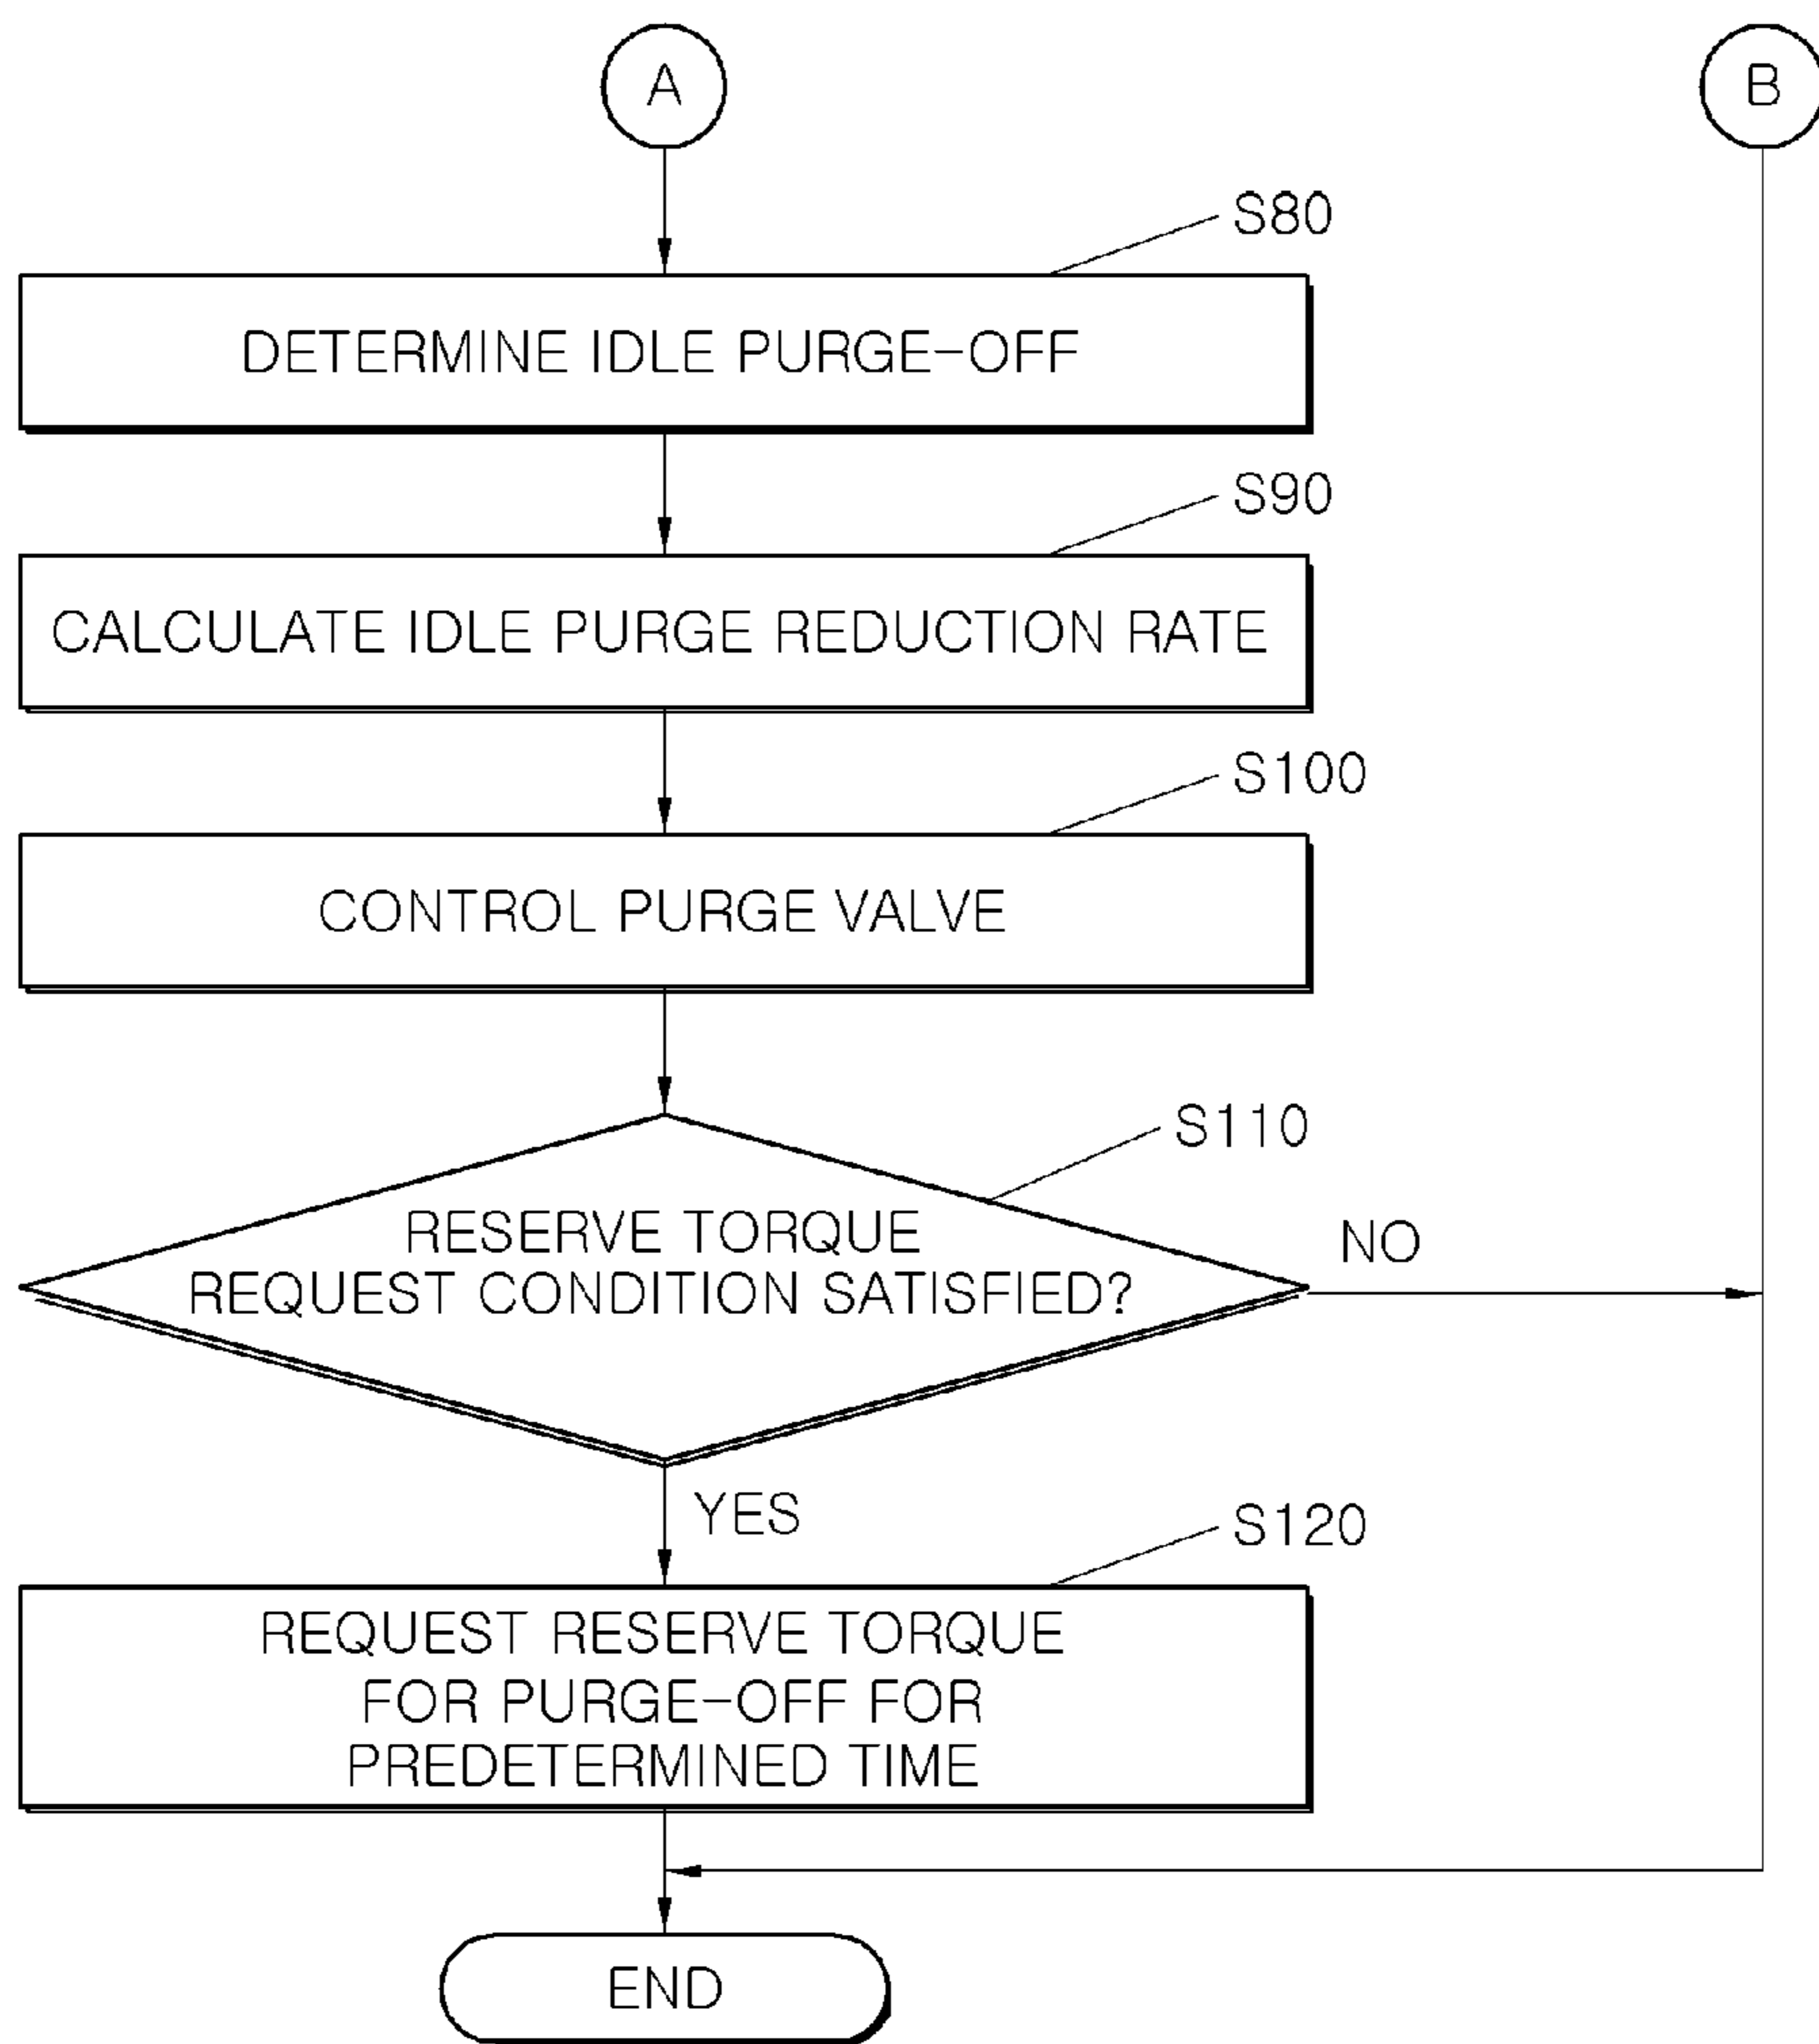 A
B
S80
DETERMINE IDLE PURGE-OFF
S90
CALCULATE IDLE PURGE REDUCTION RATE
S100
CONTROL PURGE VALVE
S110
RESERVE TORQUE
REQUEST CONDITION SATISFIED?
NO
YES
S120
REQUEST RESERVE TORQUE
FOR PURGE-OFF FOR
PREDETERMINED TIME
END